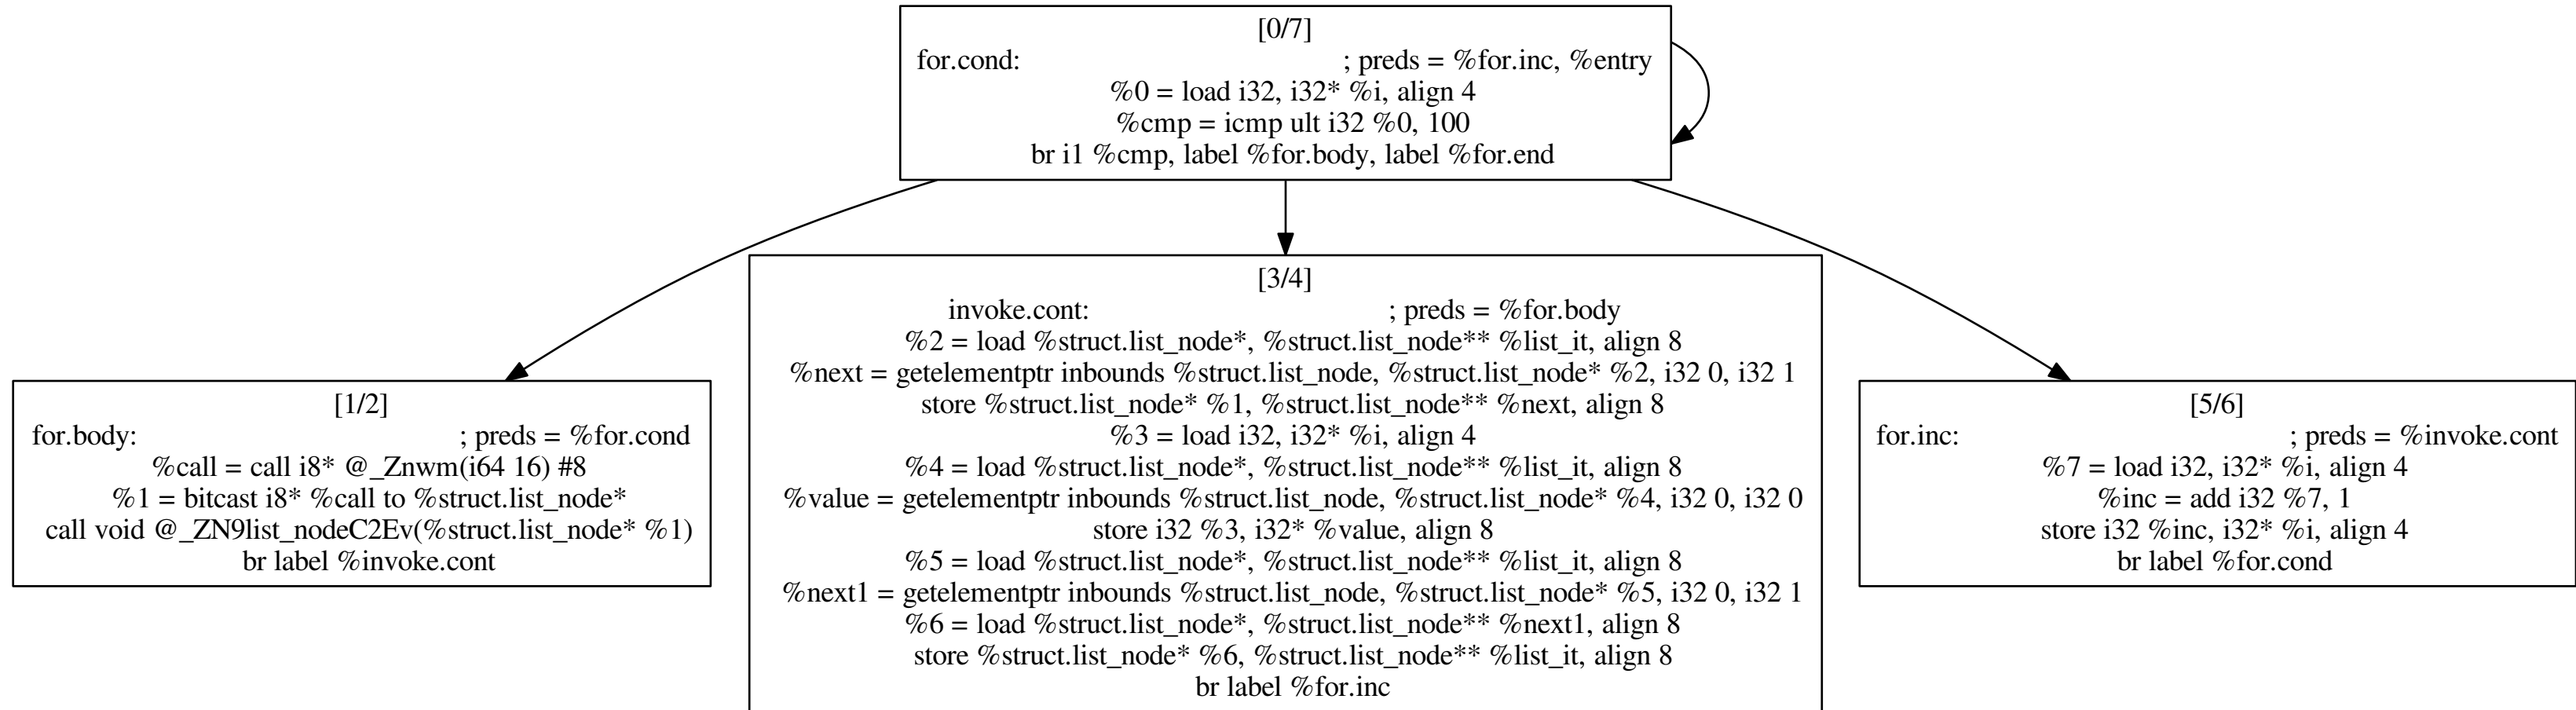 [0/7]
for.cond: ; preds = %for.inc, %entry
%0 = load i32, i32* %i, align 4
%cmp = icmp ult i32 %0, 100
br i1 %cmp, label %for.body, label %for.end
[1/2]
for.body: ; preds = %for.cond
%call = call i8* @_Znwm(i64 16) #8
%1 = bitcast i8* %call to %struct.list_node*
call void @_ZN9list_nodeC2Ev(%struct.list_node* %1)
br label %invoke.cont
[3/4]
invoke.cont: ; preds = %for.body
%2 = load %struct.list_node*, %struct.list_node** %list_it, align 8
%next = getelementptr inbounds %struct.list_node, %struct.list_node* %2, i32 0, i32 1
store %struct.list_node* %1, %struct.list_node** %next, align 8
%3 = load i32, i32* %i, align 4
%4 = load %struct.list_node*, %struct.list_node** %list_it, align 8
%value = getelementptr inbounds %struct.list_node, %struct.list_node* %4, i32 0, i32 0
store i32 %3, i32* %value, align 8
%5 = load %struct.list_node*, %struct.list_node** %list_it, align 8
%next1 = getelementptr inbounds %struct.list_node, %struct.list_node* %5, i32 0, i32 1
%6 = load %struct.list_node*, %struct.list_node** %next1, align 8
store %struct.list_node* %6, %struct.list_node** %list_it, align 8
br label %for.inc
[5/6]
for.inc: ; preds = %invoke.cont
%7 = load i32, i32* %i, align 4
%inc = add i32 %7, 1
store i32 %inc, i32* %i, align 4
br label %for.cond